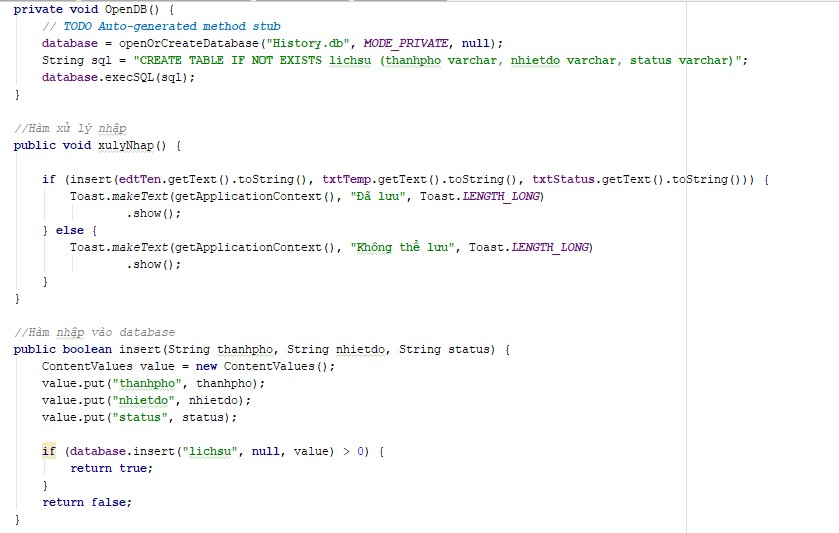 private void OpenDB() {
    // TODO Auto-generated method stub
    database = openOrCreateDatabase("History.db", MODE_PRIVATE, null);
    String sql = "CREATE TABLE IF NOT EXISTS lichsu (thanhpho varchar, nhietdo varchar, status varchar)";
    database.execSQL(sql);
}

//Hàm xử lý nhập
public void xulyNhap() {

    if (insert(edtTen.getText().toString(), txtTemp.getText().toString(), txtStatus.getText().toString())) {
        Toast.makeText(getApplicationContext(), "Đã lưu", Toast.LENGTH_LONG)
                .show();
    } else {
        Toast.makeText(getApplicationContext(), "Không thể lưu", Toast.LENGTH_LONG)
                .show();
    }
}

//Hàm nhập vào database
public boolean insert(String thanhpho, String nhietdo, String status) {
    ContentValues value = new ContentValues();
    value.put("thanhpho", thanhpho);
    value.put("nhietdo", nhietdo);
    value.put("status", status);

    if (database.insert("lichsu", null, value) > 0) {
        return true;
    }
    return false;
}